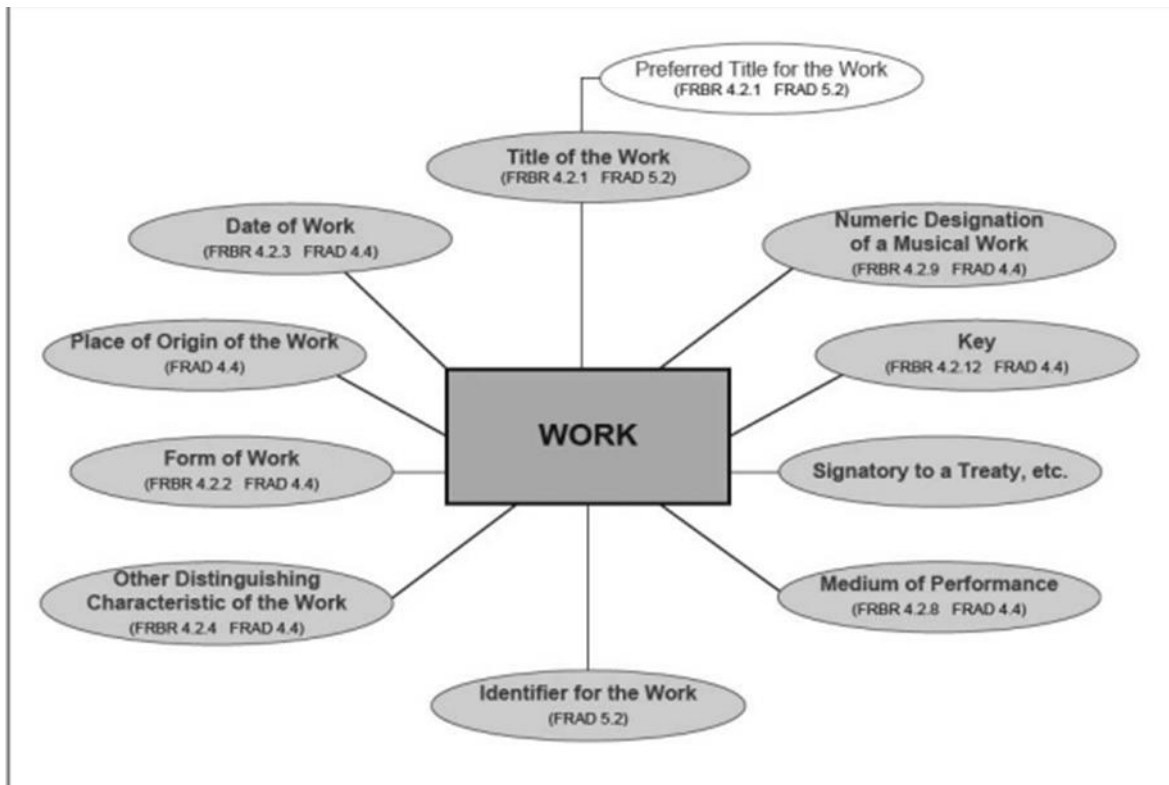 Preferred Title for the Work
(FRBR 4.2.1 FRAD 5.2)
Title of the Work
(FRBR 4.2.1 FRAD 5.2)
Date of Work
(FRBR 4.2.3 FRAD 4.4)
Numeric Designation
of a Musical Work
(FRBR 4.2.9 FRAD 4.4)
Place of Origin of the Work
(FRAD 4.4)
Key
(FRBR 4.2.12 FRAD 4.4)
WORK
Form of Work
(FRBR 4.2.2 FRAD 4.4)
Signatory to a Treaty, etc.
Other Distinguishing
Characteristic of the Work
(FRBR 4.2.4 FRAD 4.4)
Medium of Performance
(FRBR 4.2.8 FRAD 4.4)
Identifier for the Work
(FRAD 5.2)